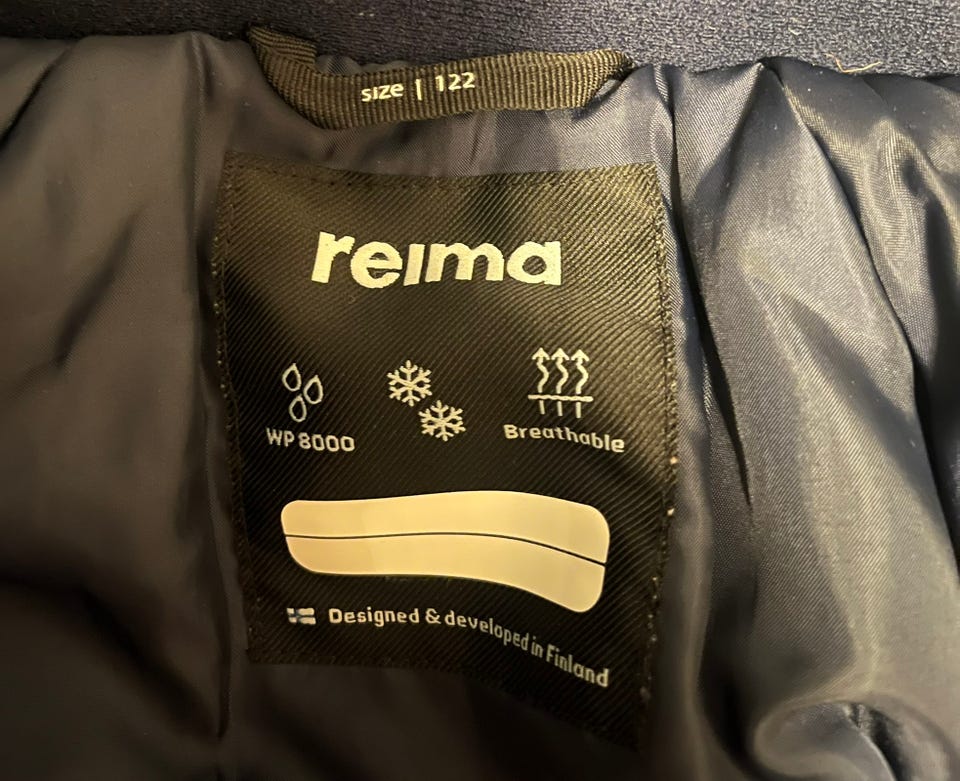 size | 122
reima
WP 8000
Breathable
Designed & developed in Finland